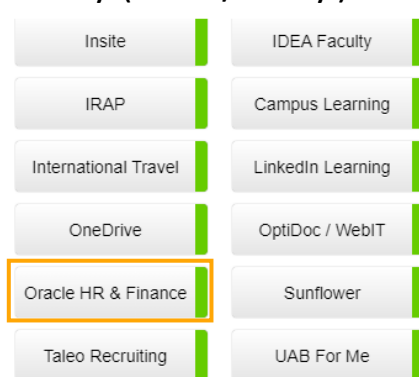 Insite
IDEA Faculty
IRAP
Campus Learning
International Travel
LinkedIn Learning
OneDrive
OptiDoc / WebIT
Oracle HR & Finance
Sunflower
Taleo Recruiting
UAB For Me